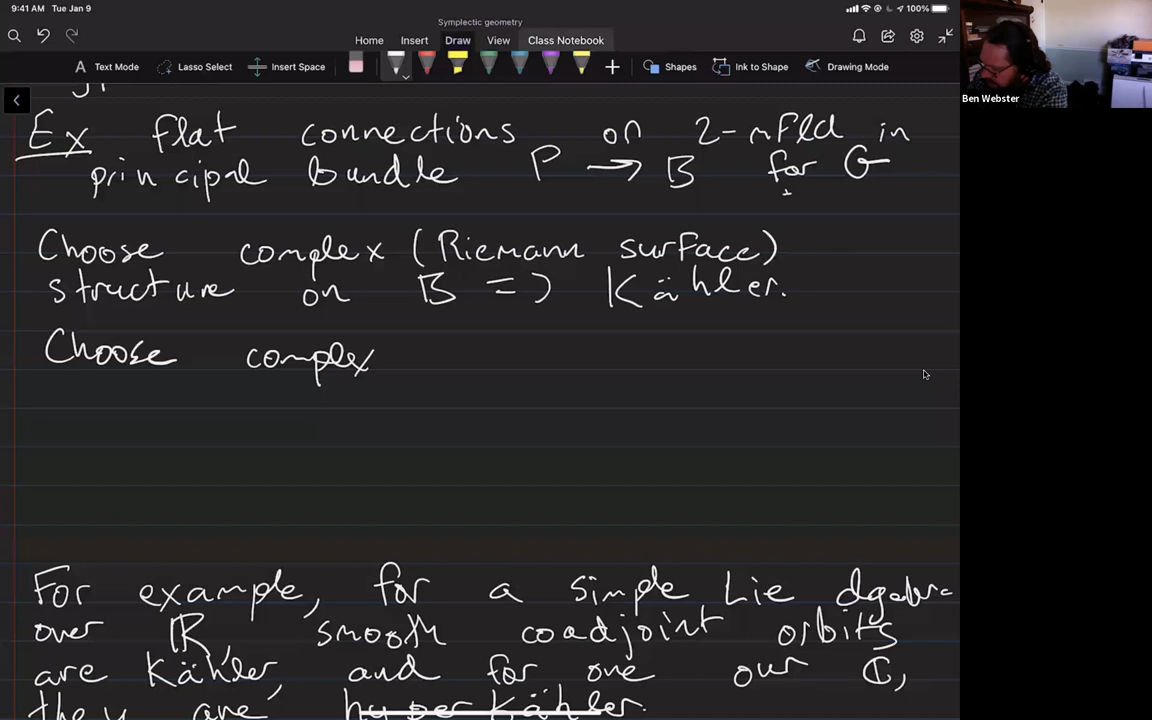 9:41 AM Tue Jan 9
100%
Symplectic geometry
Home Insert Draw View Class Notebook
Text Mode Lasso Select Insert Space Shapes Ink to Shape Drawing Mode
Ben Webster
Ex flat connections on 2-mfld in
principal bundle P → B for G
Choose complex (Riemann surface)
structure on B => Kähler.
Choose complex
For example, for a simple Lie algebra
over ℝ, smooth coadjoint orbits
are Kähler, and for one our ℂ,
they are hyper Kähler.